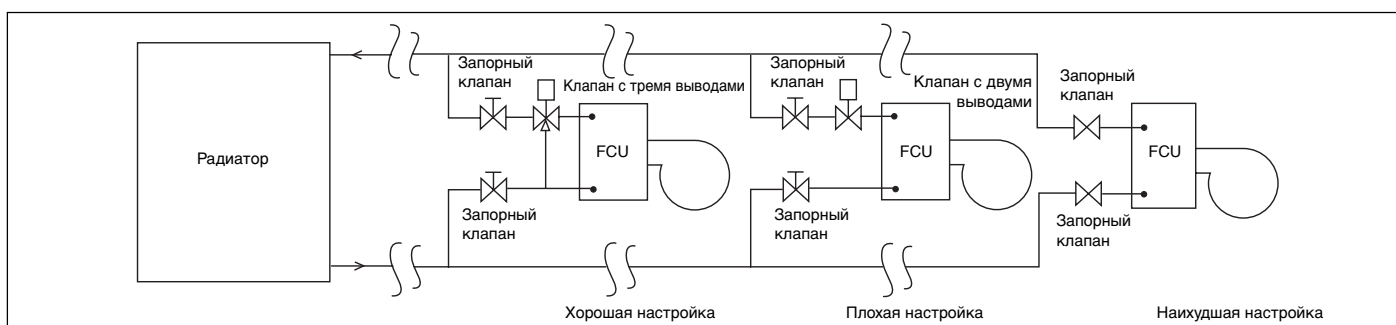 Радиатор
Запорный
клапан
Клапан с тремя выводами
FCU
Запорный
клапан
Запорный
клапан
Клапан с двумя
выводами
FCU
Запорный
клапан
Запорный
клапан
FCU
Запорный
клапан
Хорошая настройка
Плохая настройка
Наихудшая настройка